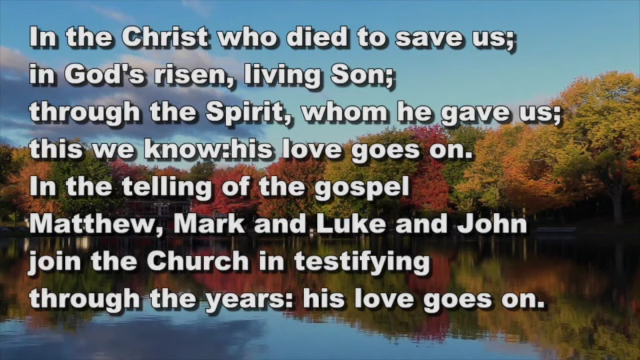 In the Christ who died to save us;
in God's risen, living Son;
through the Spirit, whom he gave us;
this we know:his love goes on.
In the telling of the gospel
Matthew, Mark and Luke and John
join the Church in testifying
through the years: his love goes on.